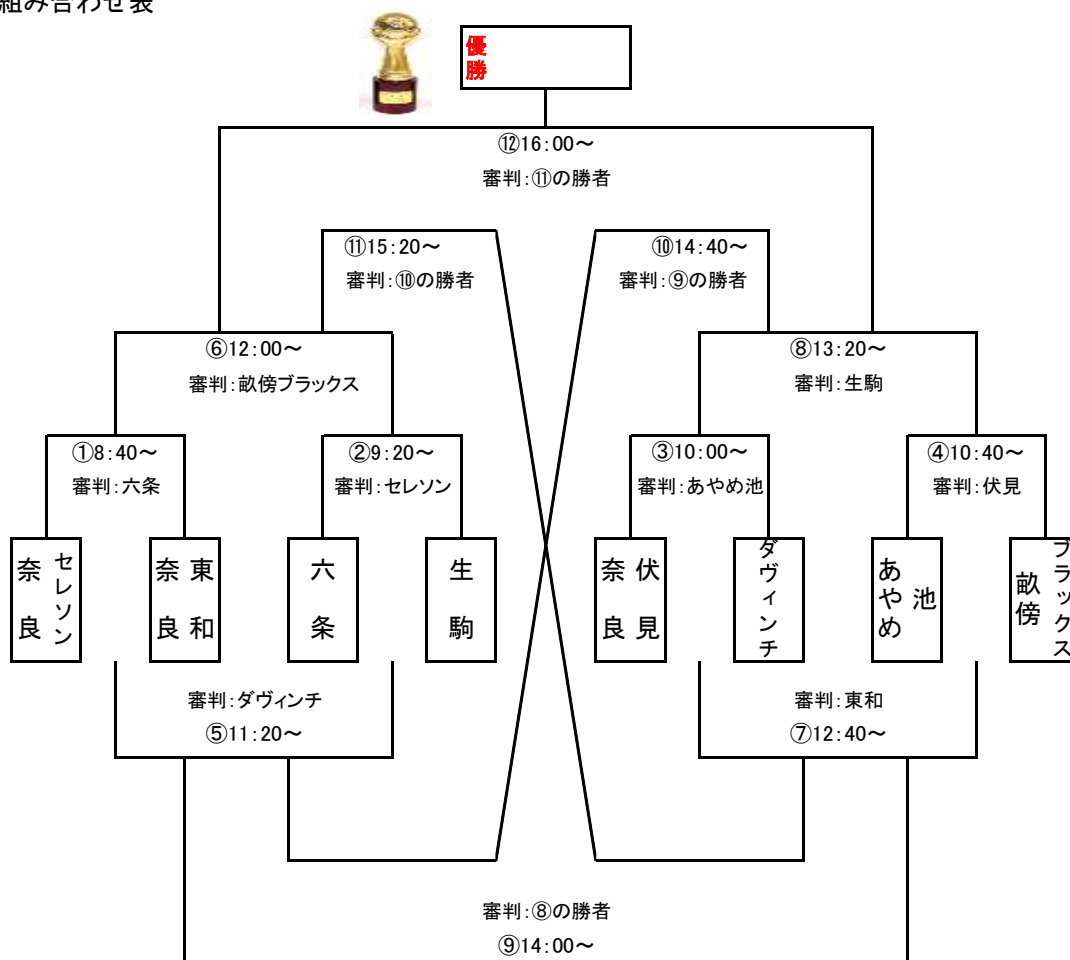 組み合わせ表
優勝
⑫16:00～
審判:⑪の勝者
⑪15:20～
審判:⑩の勝者
⑩14:40～
審判:⑨の勝者
⑥12:00～
審判:畝傍ブラックス
⑧13:20～
審判:生駒
①8:40～
審判:六条
②9:20～
審判:セレソン
③10:00～
審判:あやめ池
④10:40～
審判:伏見
奈良
セレソン
奈良
東和
六条
生駒
奈良
伏見
ダヴィンチ
あやめ
池
畝傍
ブラックス
審判:ダヴィンチ
⑤11:20～
審判:東和
⑦12:40～
審判:⑧の勝者
⑨14:00～